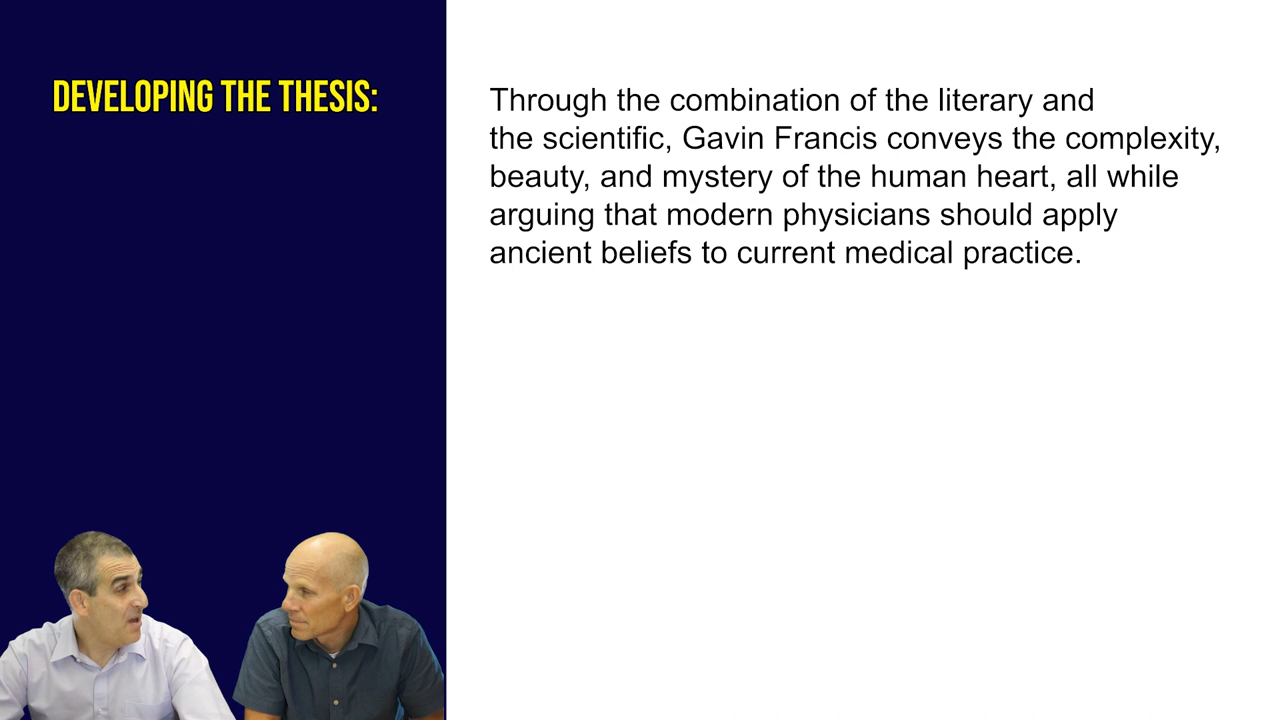 DEVELOPING THE THESIS:
Through the combination of the literary and
the scientific, Gavin Francis conveys the complexity,
beauty, and mystery of the human heart, all while
arguing that modern physicians should apply
ancient beliefs to current medical practice.